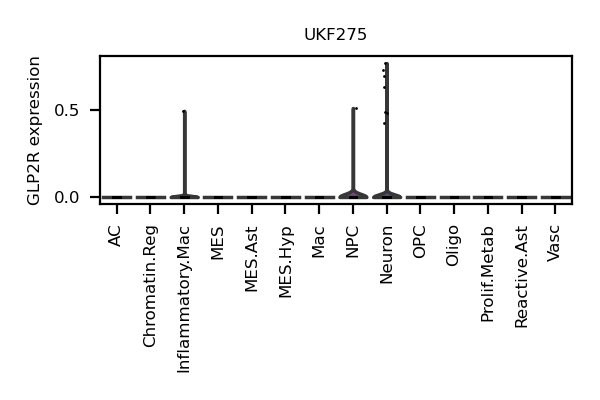 UKF275
GLP2R expression
0.5
0.0
AC
Chromatin.Reg
Inflammatory.Mac
MES
MES.Ast
MES.Hyp
Mac
NPC
Neuron
OPC
Oligo
Prolif.Metab
Reactive.Ast
Vasc